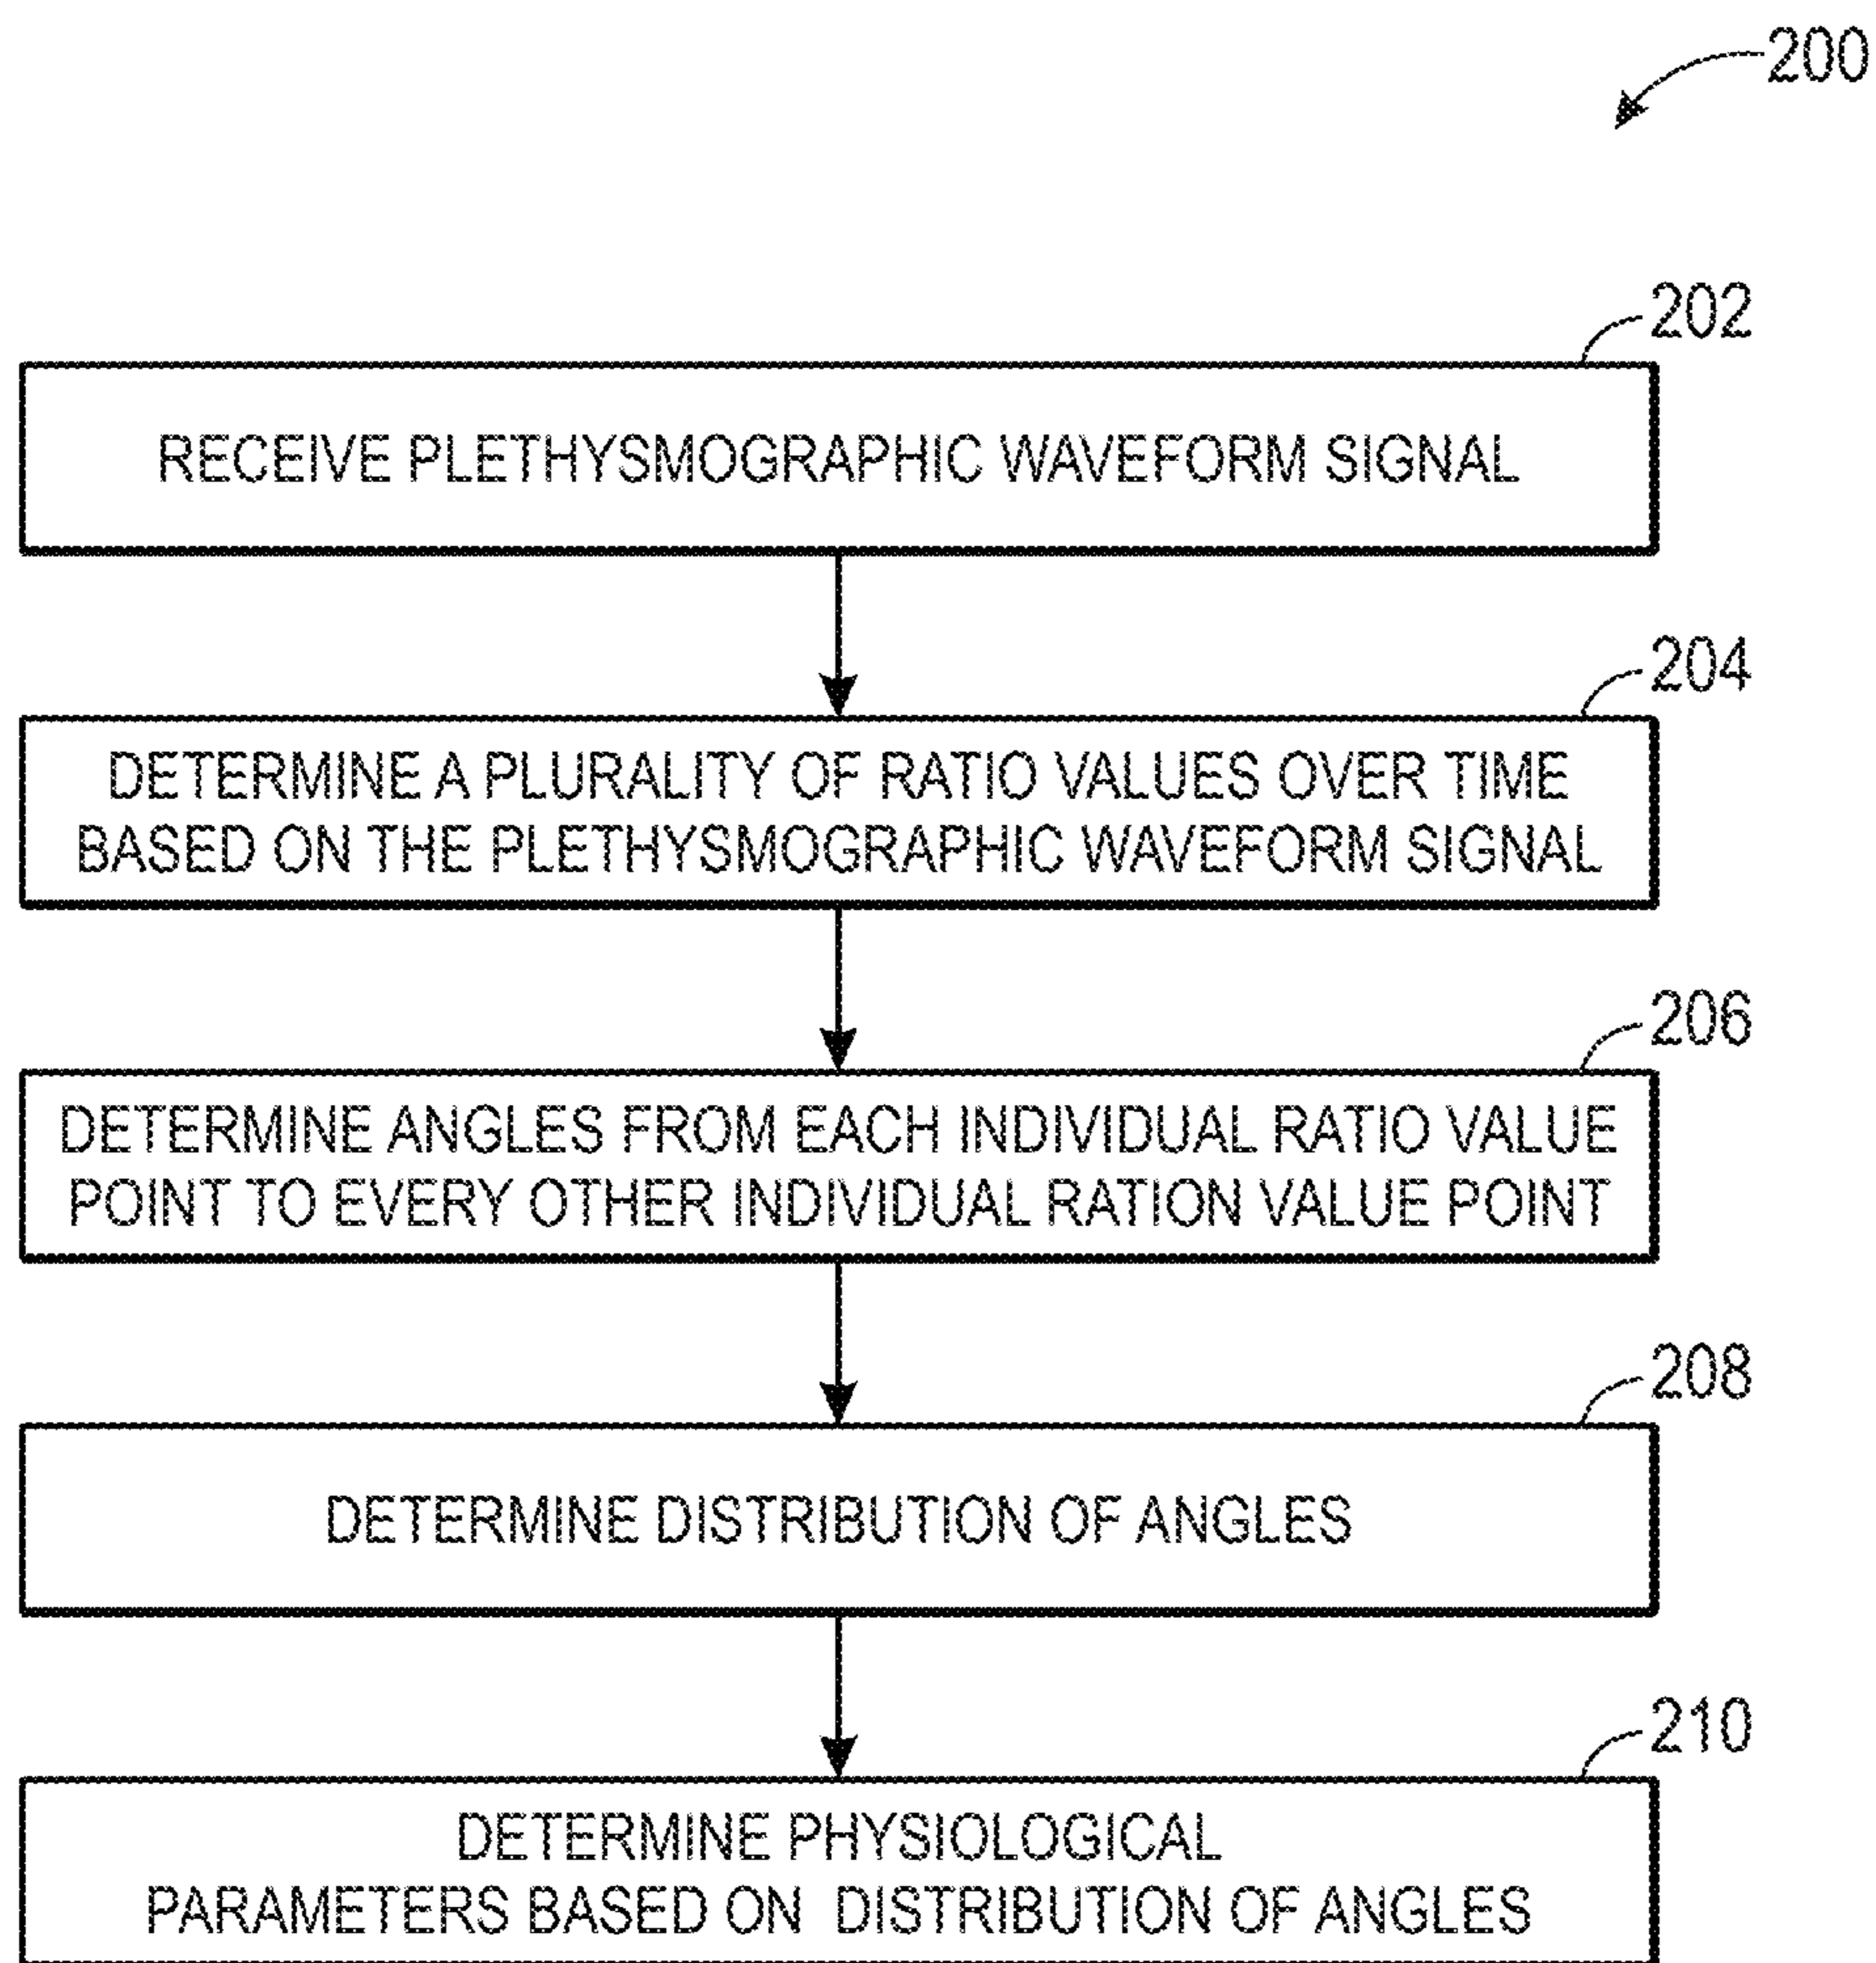 200
202
RECEIVE PLETHYSMOGRAPHIC WAVEFORM SIGNAL
204
DETERMINE A PLURALITY OF RATIO VALUES OVER TIME
BASED ON THE PLETHYSMOGRAPHIC WAVEFORM SIGNAL
206
DETERMINE ANGLES FROM EACH INDIVIDUAL RATIO VALUE
POINT TO EVERY OTHER INDIVIDUAL RATION VALUE POINT
208
DETERMINE DISTRIBUTION OF ANGLES
210
DETERMINE PHYSIOLOGICAL
PARAMETERS BASED ON DISTRIBUTION OF ANGLES